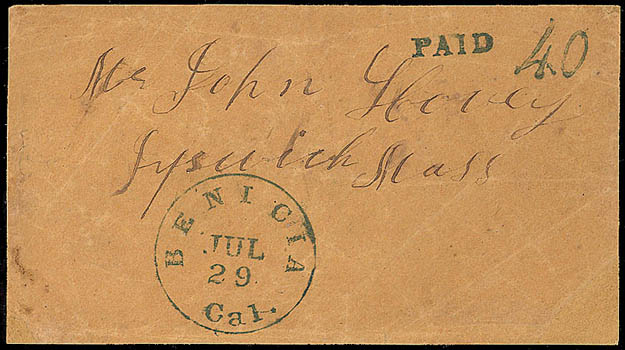 PAID 40
Mr John Hovey
Ipswich Mass
BENICIA
JUL
29
Cal.